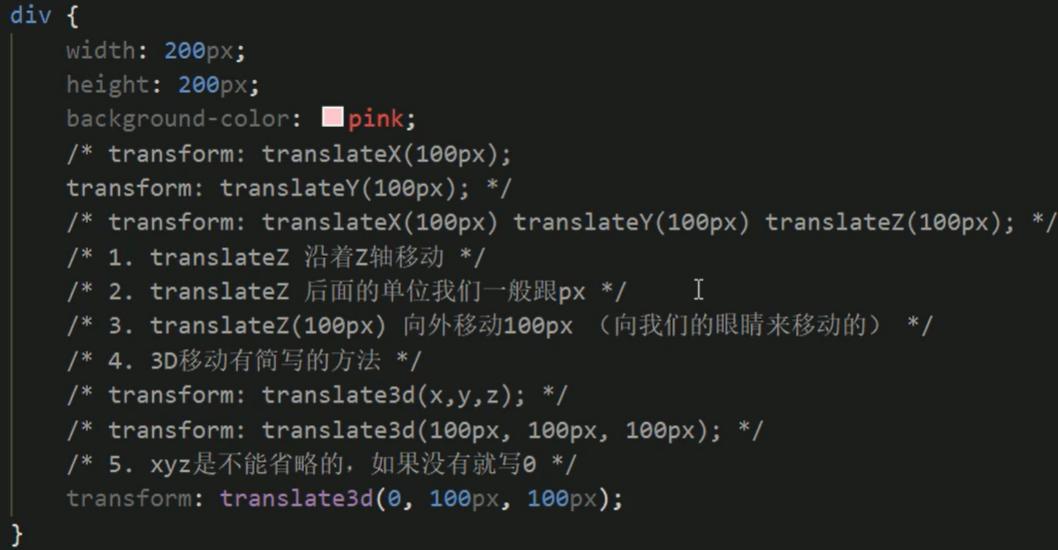 div {
    width: 200px;
    height: 200px;
    background-color: pink;
    /* transform: translateX(100px);
    transform: translateY(100px); */
    /* transform: translateX(100px) translateY(100px) translateZ(100px); */
    /* 1. translateZ 沿着Z轴移动 */
    /* 2. translateZ 后面的单位我们一般跟px */
    /* 3. translateZ(100px) 向外移动100px （向我们的眼睛来移动的） */
    /* 4. 3D移动有简写的方法 */
    /* transform: translate3d(x,y,z); */
    /* transform: translate3d(100px, 100px, 100px); */
    /* 5. xyz是不能省略的，如果没有就写0 */
    transform: translate3d(0, 100px, 100px);
}